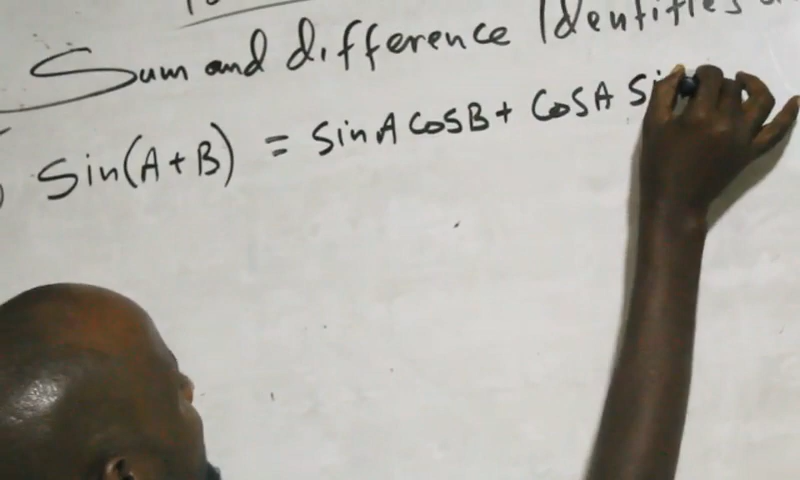 Sum and difference Identities
Sin(A+B) = sinA cosB + cosA Si